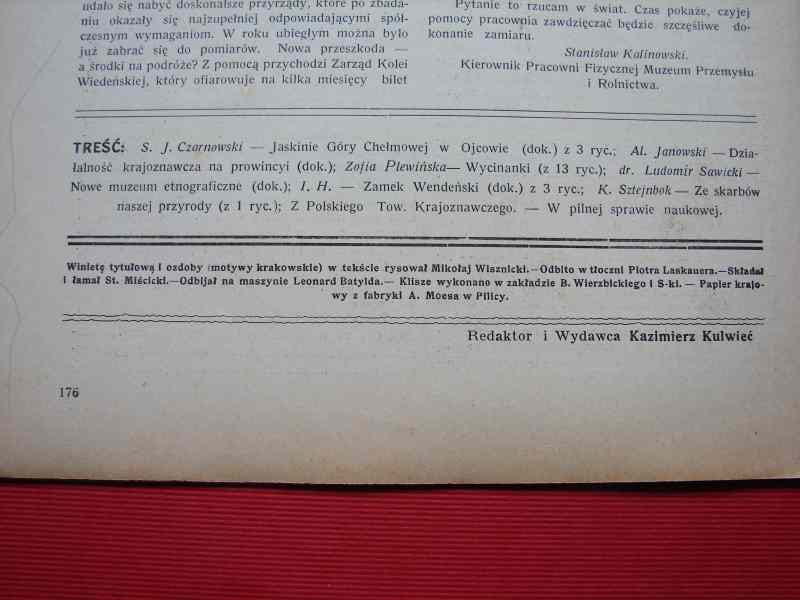 udało się nabyć doskonalsze przyrządy, które po zbada-
niu okazały się najzupełniej odpowiadającymi spół-
czesnym wymaganiom. W roku ubiegłym można było
już zabrać się do pomiarów. Nowa przeszkoda —
a środki na podróże? Z pomocą przychodzi Zarząd Kolei
Wiedeńskiej, który ofiarowuje na kilka miesięcy bilet
Pytanie to rzucam w świat. Czas pokaże, czyjej
pomocy pracownia zawdzięczać będzie szczęśliwe do-
konanie zamiaru.
Stanisław Kalinowski.
Kierownik Pracowni Fizycznej Muzeum Przemysłu
i Rolnictwa.
TREŚĆ: S. J. Czarnowski — Jaskinie Góry Chełmowej w Ojcowie (dok.) z 3 ryc.; Al. Janowski — Dzia-
łalność krajoznawcza na prowincyi (dok.); Zofia Plewińska— Wycinanki (z 13 ryc.); dr. Ludomir Sawicki —
Nowe muzeum etnograficzne (dok.); I. H. — Zamek Wendeński (dok.) z 3 ryc.; K. Sztejnbok — Ze skarbów
naszej przyrody (z 1 ryc.); Z Polskiego Tow. Krajoznawczego. — W pilnej sprawie naukowej.
Winietę tytułową i ozdoby (motywy krakowskie) w tekście rysował Mikołaj Wisznicki.—Odbito w tłoczni Piotra Laskauera.—Składał
i łamał St. Miścicki.—Odbijał na maszynie Leonard Batylda.— Klisze wykonano w zakładzie B. Wierzbickiego i S-ki. — Papier krajo-
wy z fabryki A. Moesa w Pilicy.
Redaktor i Wydawca Kazimierz Kulwieć
176